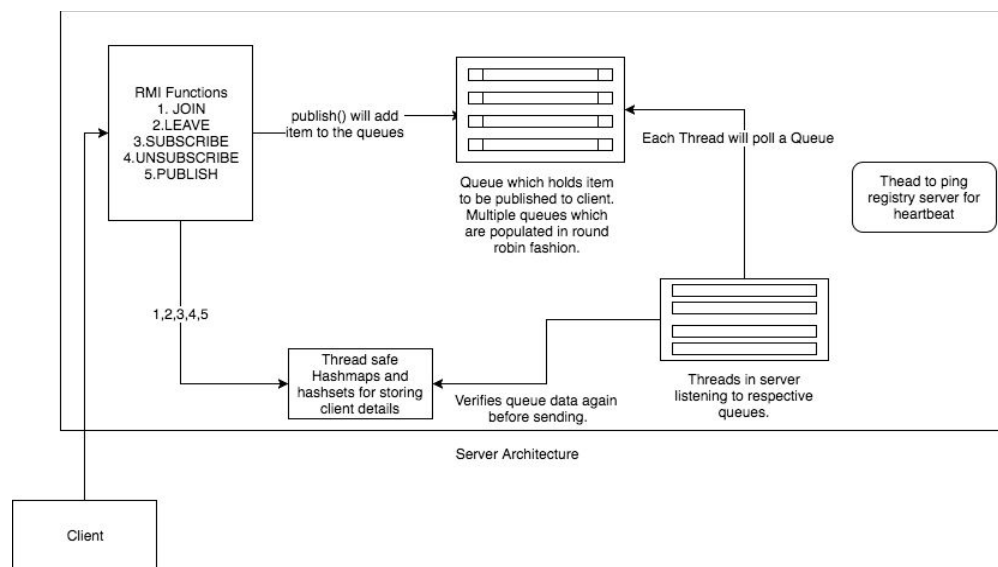 RMI Functions
1. JOIN
2.LEAVE
3.SUBSCRIBE
4.UNSUBSCRIBE
5.PUBLISH
publish() will add
item to the queues
Queue which holds item
to be published to client.
Multiple queues which
are populated in round
robin fashion.
Each Thread will poll a Queue
Thead to ping
registry server for
heartbeat
1,2,3,4,5
Thread safe
Hashmaps and
hashsets for storing
client details
Verifies queue data again
before sending.
Threads in server
listening to respective
queues.
Server Architecture
Client